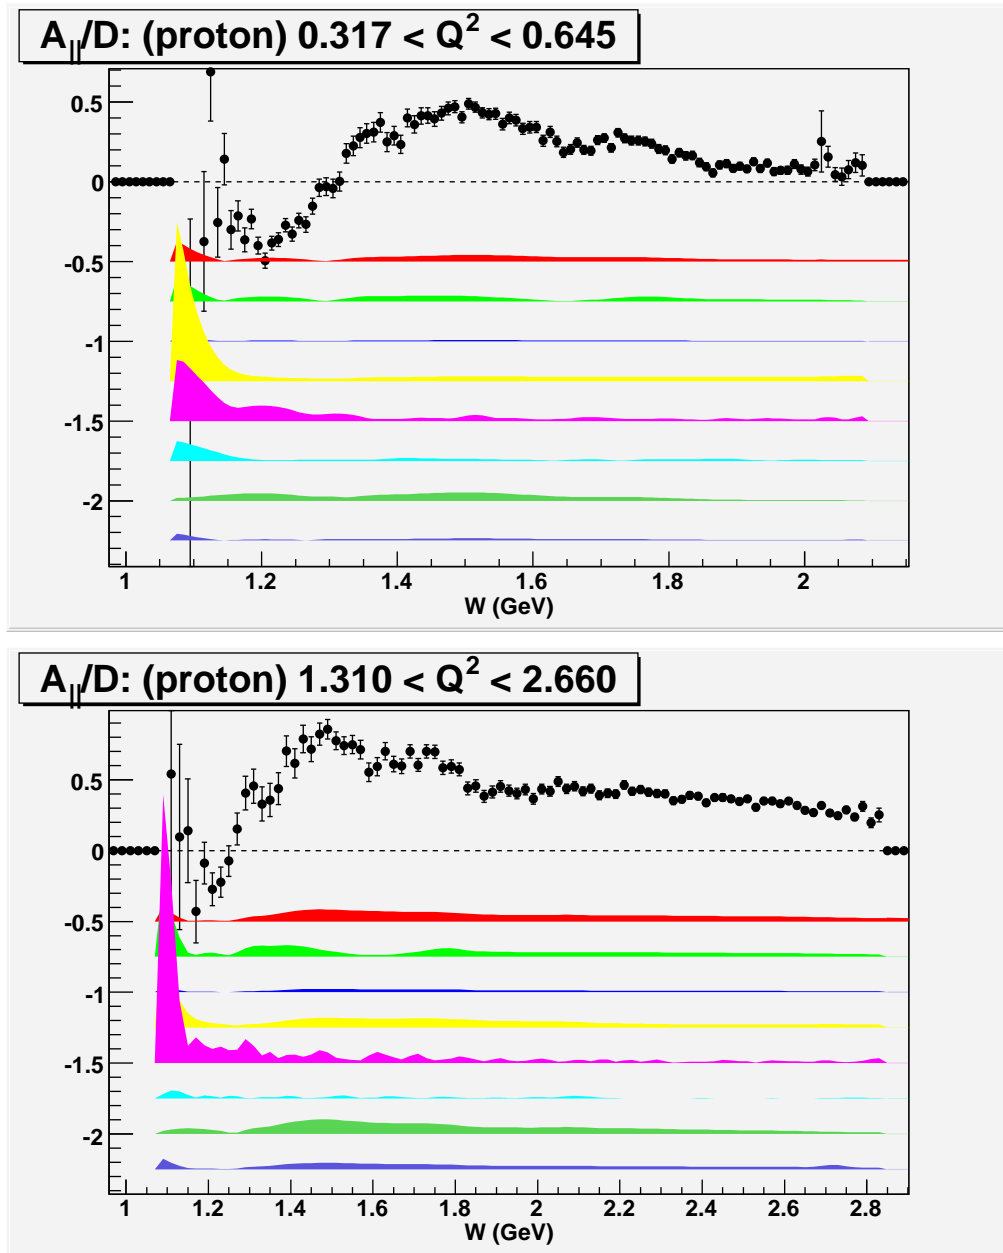 A||/D: (proton) 0.317 < Q² < 0.645
0.5
0
-0.5
-1
-1.5
-2
1 1.2 1.4 1.6 1.8 2
W (GeV)
A||/D: (proton) 1.310 < Q² < 2.660
0.5
0
-0.5
-1
-1.5
-2
1 1.2 1.4 1.6 1.8 2 2.2 2.4 2.6 2.8
W (GeV)